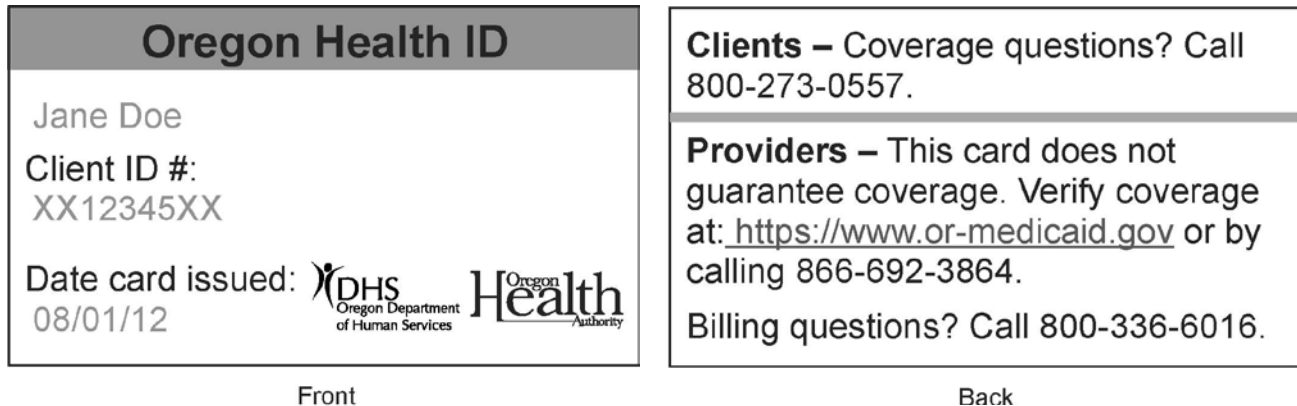 Oregon Health ID
Jane Doe
Client ID #:
XX12345XX
Date card issued:
08/01/12
DHS
Oregon Department
of Human Services
Oregon
Health
Authority
Front
Clients – Coverage questions? Call
800-273-0557.
Providers – This card does not
guarantee coverage. Verify coverage
at: https://www.or-medicaid.gov or by
calling 866-692-3864.
Billing questions? Call 800-336-6016.
Back